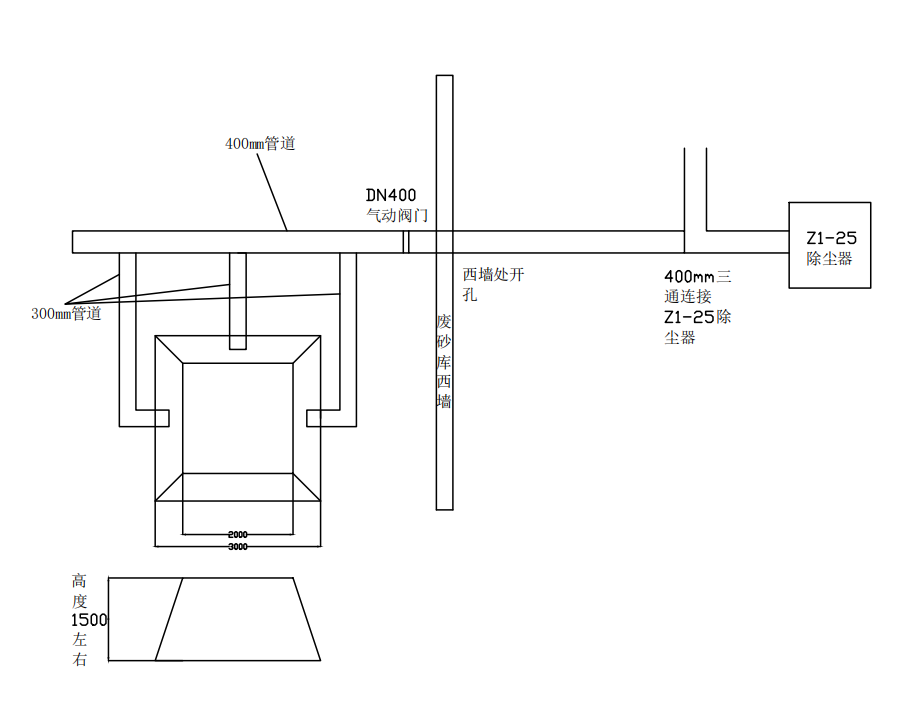 400mm管道
DN400
气动阀门
Z1-25
除尘器
西墙处开
孔
400mm三
通连接
Z1-25除
尘器
300mm管道
废
砂
库
西
墙
2000
3000
高
度
1500
左
右